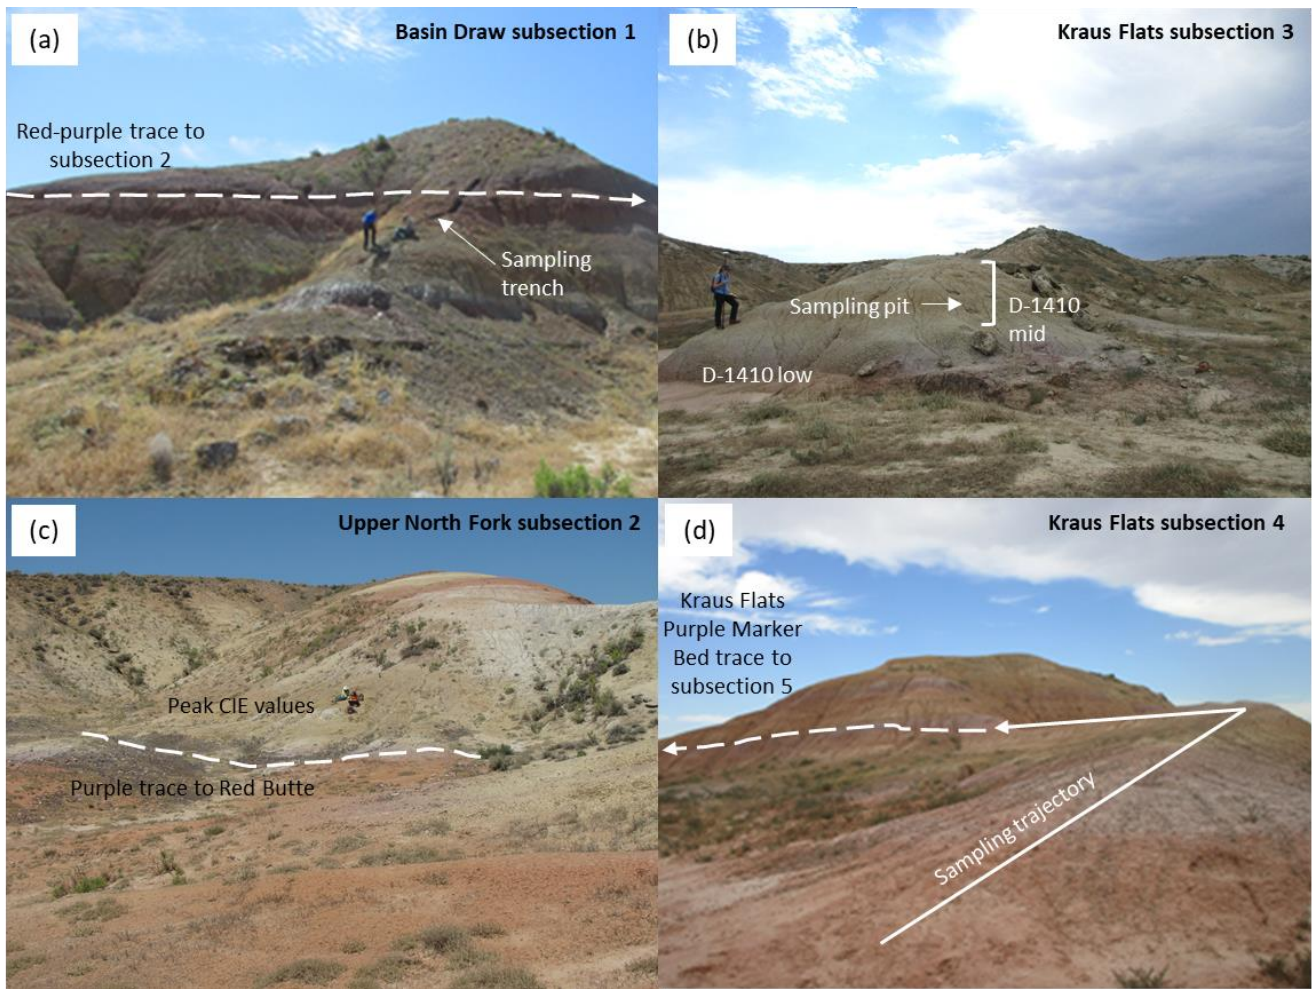 (a)
Basin Draw subsection 1
Red-purple trace to
subsection 2
Sampling
trench
(b)
Kraus Flats subsection 3
Sampling pit
D-1410
mid
D-1410 low
(c)
Upper North Fork subsection 2
Peak CIE values
Purple trace to Red Butte
(d)
Kraus Flats subsection 4
Kraus Flats
Purple Marker
Bed trace to
subsection 5
Sampling trajectory